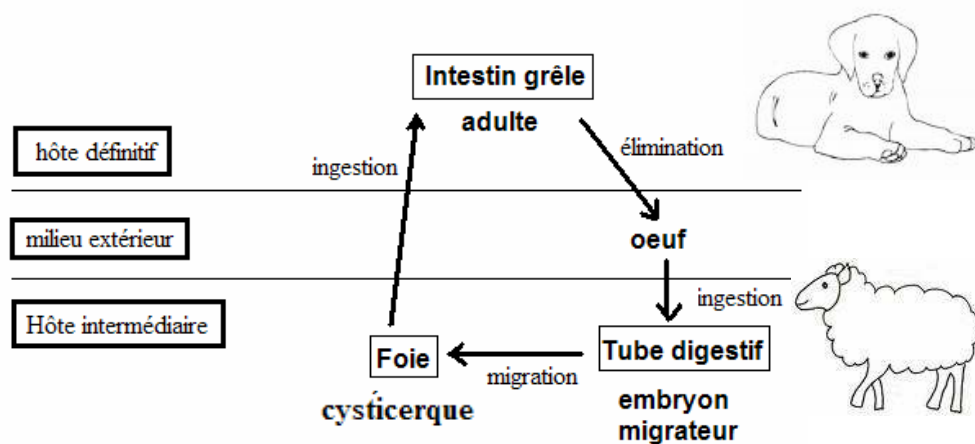 Intestin grêle
adulte
hôte définitif
ingestion
élimination
milieu extérieur
oeuf
ingestion
Hôte intermédiaire
Foie
migration
Tube digestif
cysticerque
embryon
migrateur